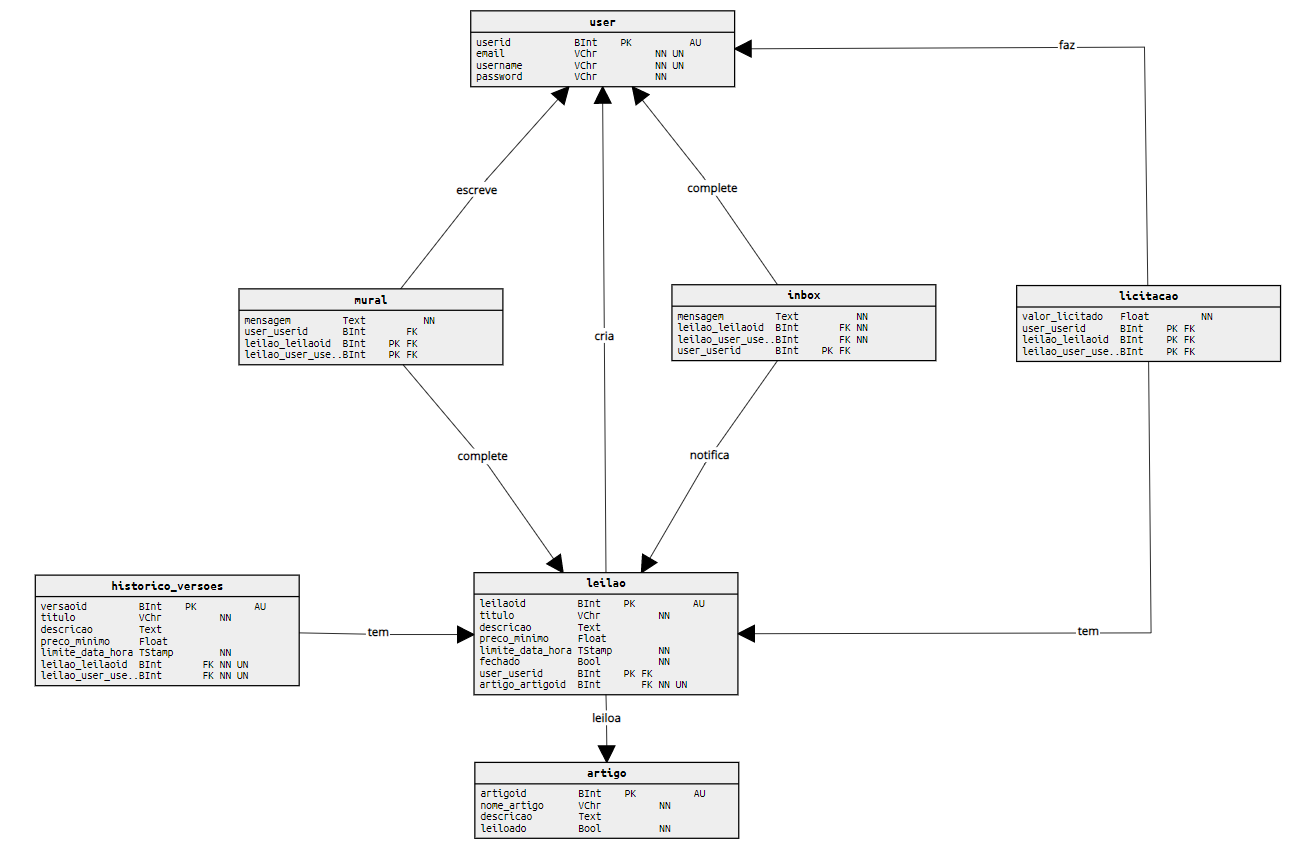 user
userid BInt PK AU
email VChr NN UN
username VChr NN UN
password VChr NN
faz
escreve
complete
cria
mural
mensagem Text NN
user_userid BInt FK
leilao_leilaoid BInt PK FK
leilao_user_use..BInt PK FK
inbox
mensagem Text NN
leilao_leilaoid BInt FK NN
leilao_user_use..BInt FK NN
user_userid BInt PK FK
licitacao
valor_licitado Float NN
user_userid BInt PK FK
leilao_leilaoid BInt PK FK
leilao_user_use..BInt PK FK
complete
notifica
historico_versoes
versaoid BInt PK AU
titulo VChr NN
descricao Text
preco_minimo Float
limite_data_hora TStamp NN
leilao_leilaoid BInt FK NN UN
leilao_user_use..BInt FK NN UN
tem
leilao
leilaoid BInt PK AU
titulo VChr NN
descricao Text
preco_minimo Float
limite_data_hora TStamp NN
fechado Bool NN
user_userid BInt PK FK
artigo_artigoid BInt FK NN UN
tem
leiloa
artigo
artigoid BInt PK AU
nome_artigo VChr NN
descricao Text
leiloado Bool NN